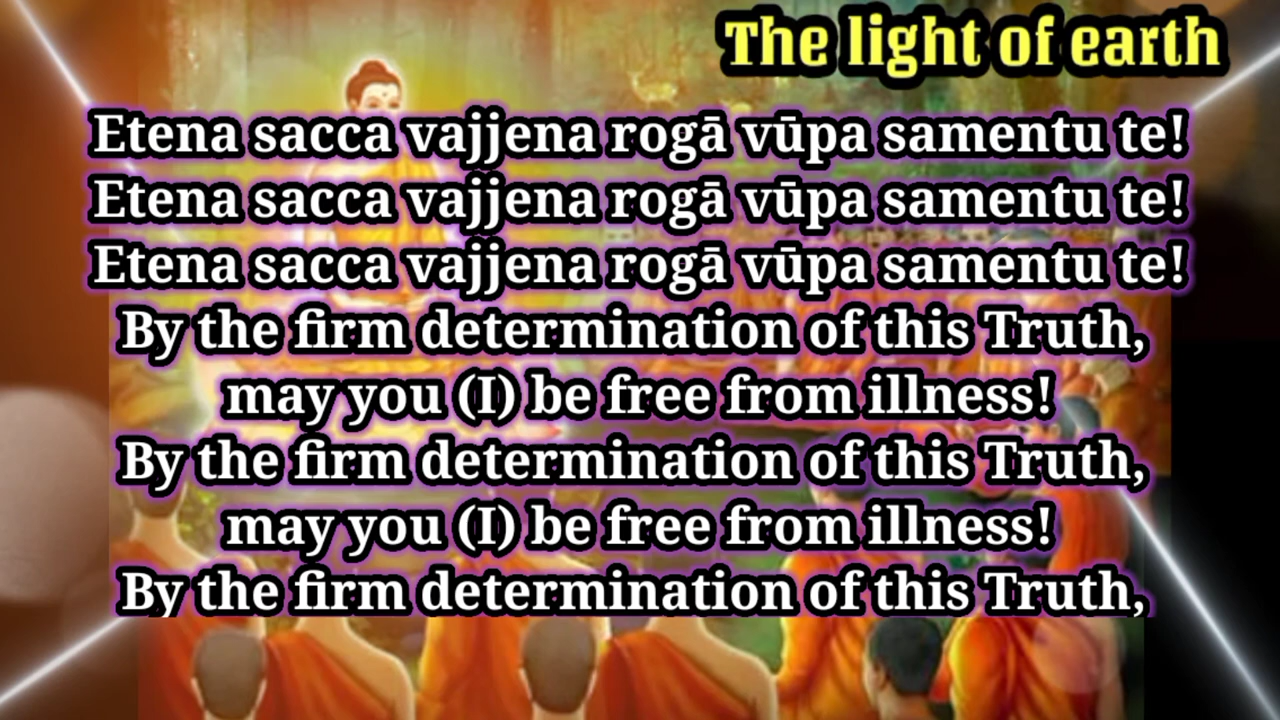 The light of earth
Etena sacca vajjena rogā vūpa samentu te!
Etena sacca vajjena rogā vūpa samentu te!
Etena sacca vajjena rogā vūpa samentu te!
By the firm determination of this Truth,
may you (I) be free from illness!
By the firm determination of this Truth,
may you (I) be free from illness!
By the firm determination of this Truth,